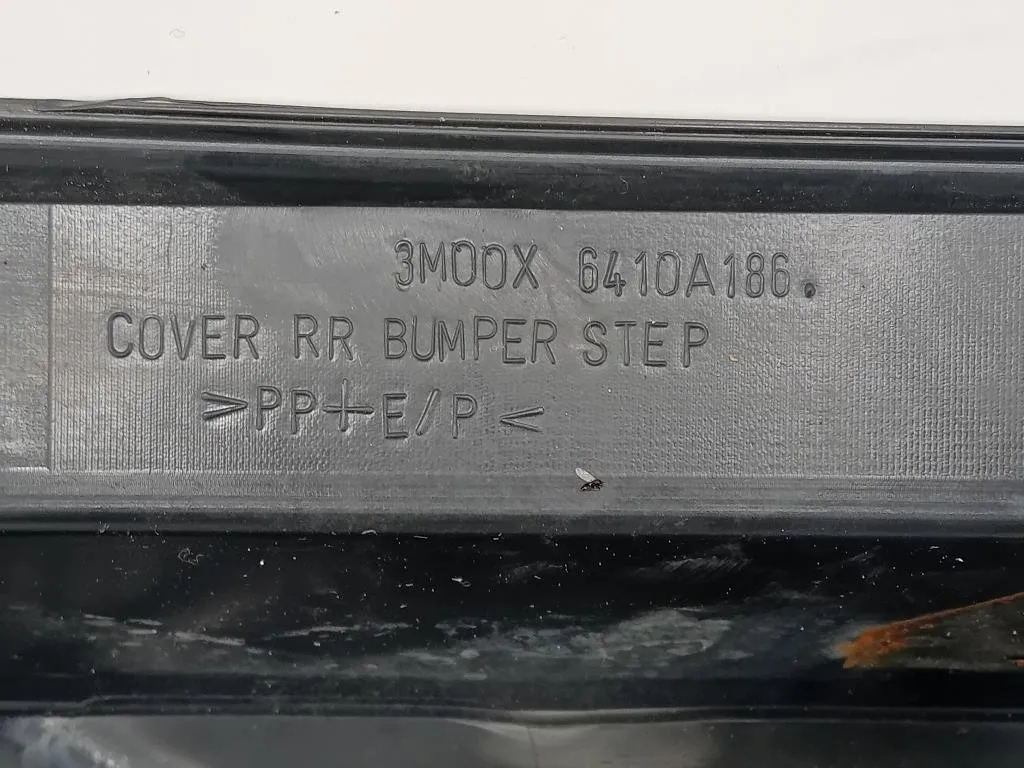 3M00X 6410A186.
COVER RR BUMPER STEP
>PP+E/P<